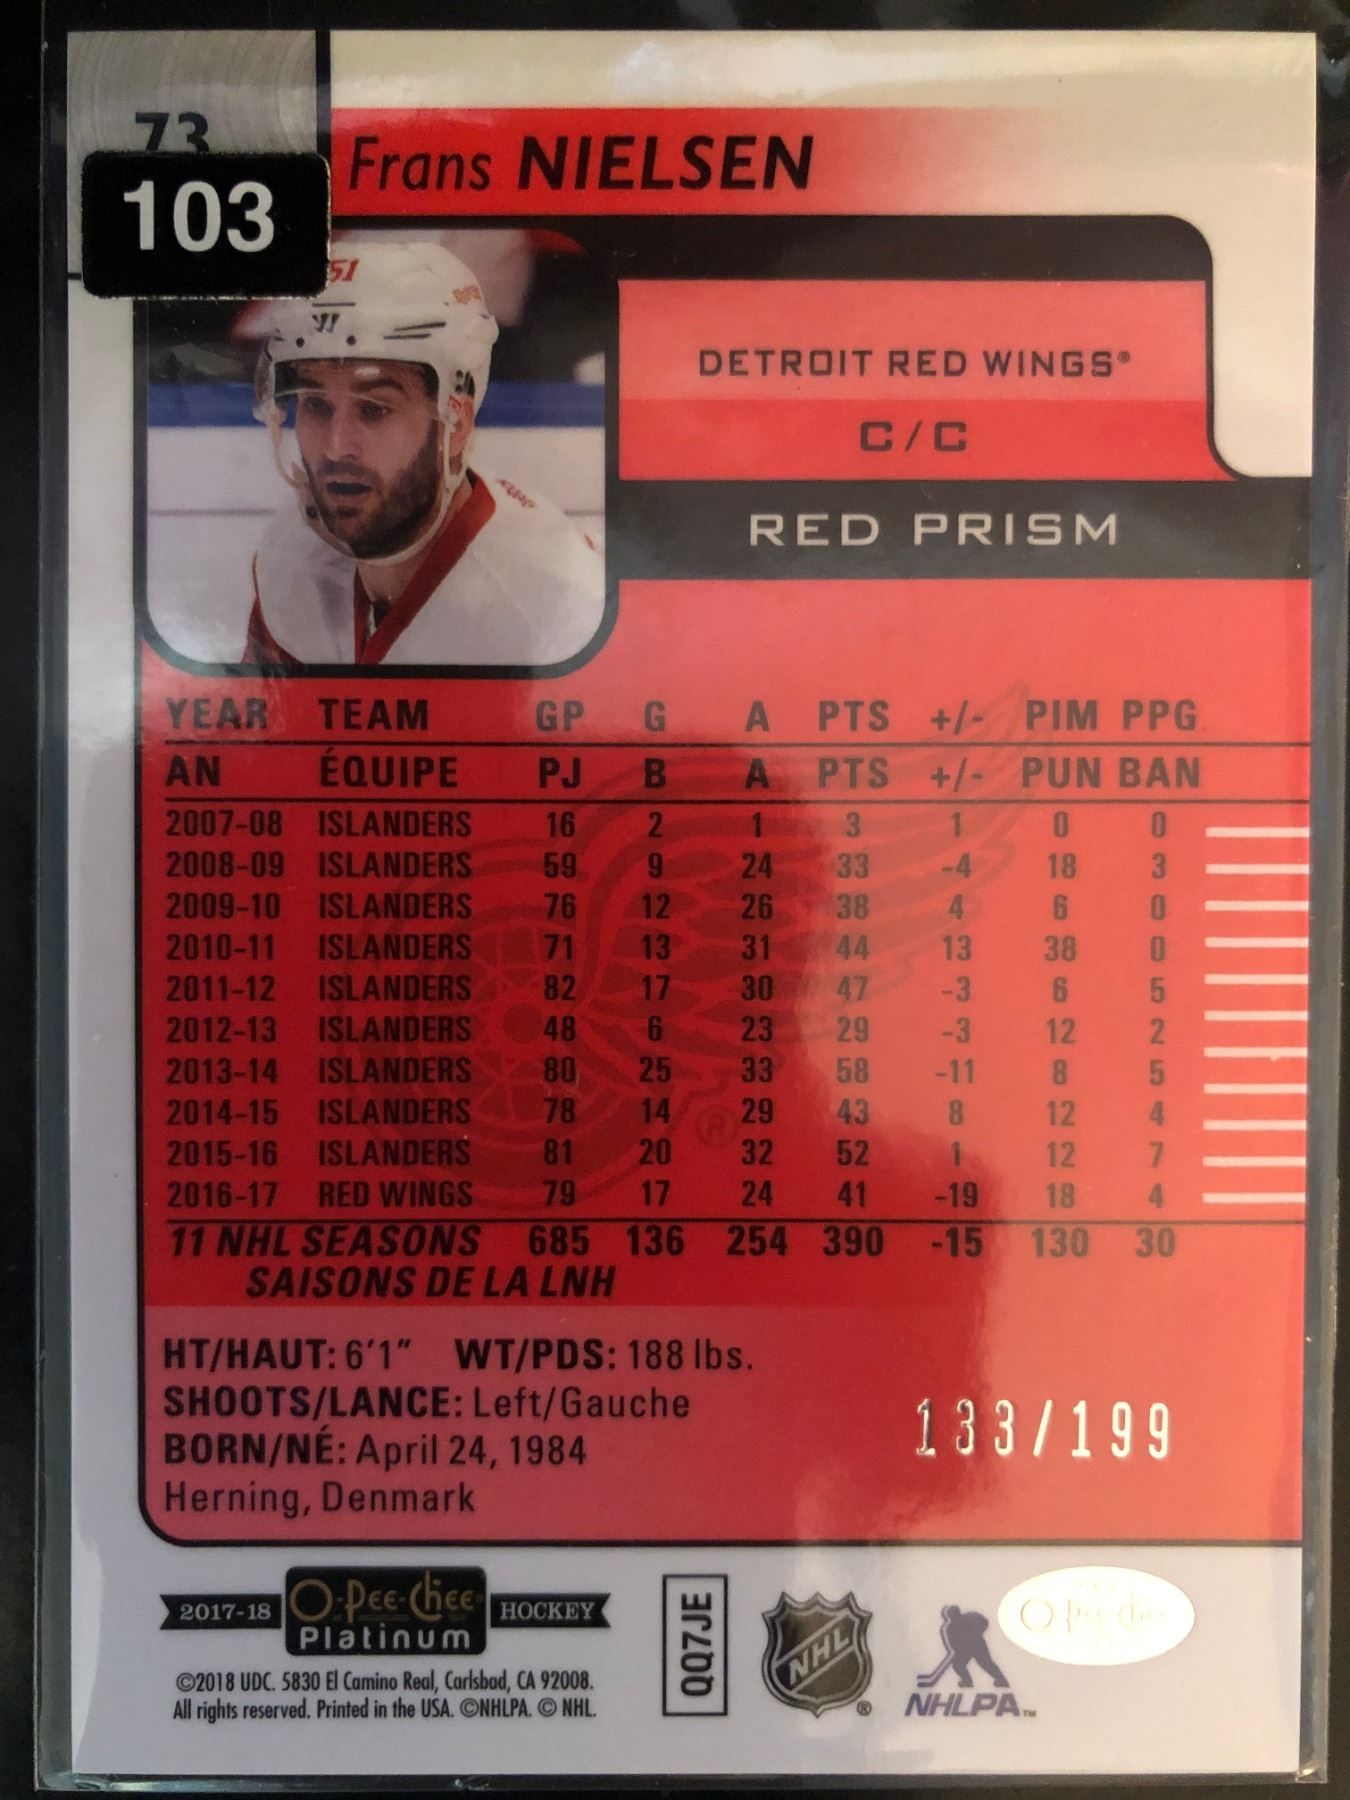 73
103
Frans NIELSEN
51
DETROIT RED WINGS®
C/C
RED PRISM
YEAR TEAM GP G A PTS +/- PIM PPG
AN ÉQUIPE PJ B A PTS +/- PUN BAN
2007-08 ISLANDERS 16 2 1 3 1 0 0
2008-09 ISLANDERS 59 9 24 33 -4 18 3
2009-10 ISLANDERS 76 12 26 38 4 6 0
2010-11 ISLANDERS 71 13 31 44 13 38 0
2011-12 ISLANDERS 82 17 30 47 -3 6 5
2012-13 ISLANDERS 48 6 23 29 -3 12 2
2013-14 ISLANDERS 80 25 33 58 -11 8 5
2014-15 ISLANDERS 78 14 29 43 8 12 4
2015-16 ISLANDERS 81 20 32 52 1 12 7
2016-17 RED WINGS 79 17 24 41 -19 18 4
11 NHL SEASONS 685 136 254 390 -15 130 30
SAISONS DE LA LNH
HT/HAUT: 6'1" WT/PDS: 188 lbs.
SHOOTS/LANCE: Left/Gauche
BORN/NÉ: April 24, 1984
Herning, Denmark
133/199
2017-18 O-Pee-Chee® HOCKEY
Platinum
©2018 UDC. 5830 El Camino Real, Carlsbad, CA 92008.
All rights reserved. Printed in the USA. ©NHLPA. © NHL.
QQ7JE
NHL ®
NHLPA™
O-Pee-Chee